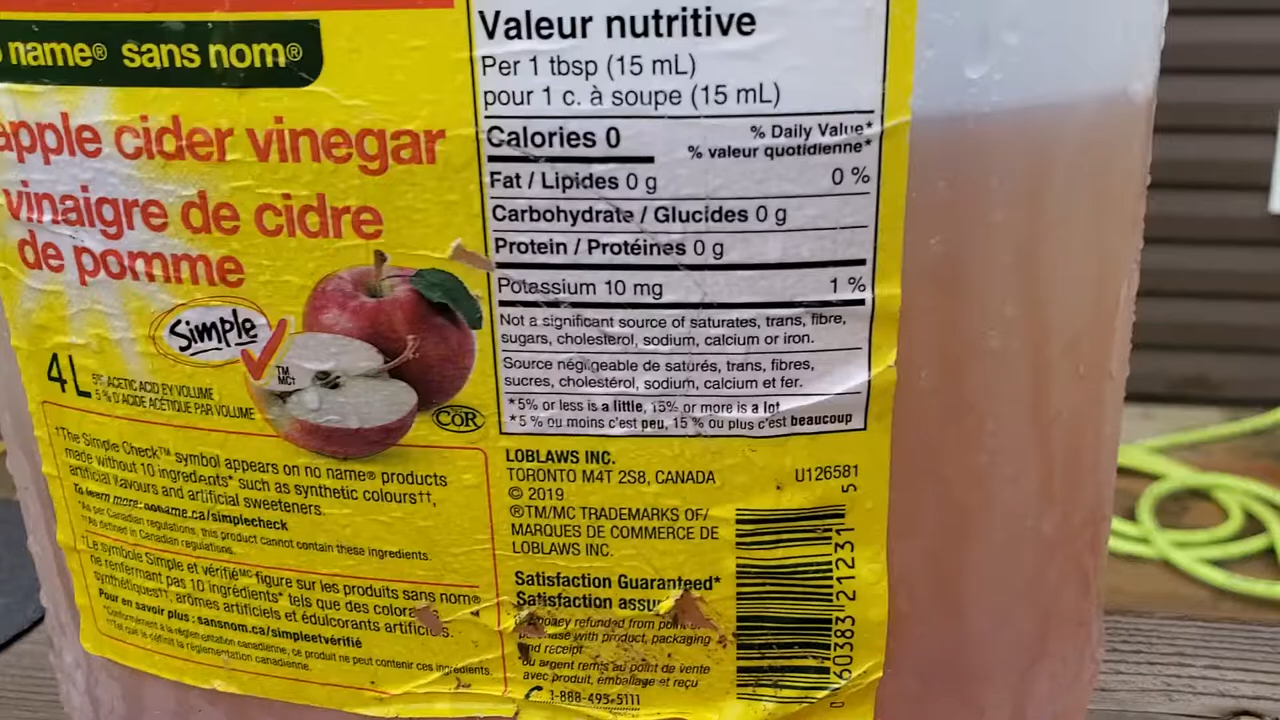 name® sans nom®
apple cider vinegar
vinaigre de cidre
de pomme
Simple
TM
MC†
4L
5% ACETIC ACID BY VOLUME
5 % D'ACIDE ACÉTIQUE PAR VOLUME
COR
†The Simple Check™ symbol appears on no name® products
made without 10 ingredients* such as synthetic colours††,
artificial flavours and artificial sweeteners.
To learn more: noname.ca/simplecheck
*As per Canadian regulations, this product cannot contain these ingredients.
††As defined in Canadian regulations.
†Le symbole Simple et vérifié MC figure sur les produits sans nom®
ne renfermant pas 10 ingrédients* tels que des colora
synthétiques††, arômes artificiels et édulcorants artificiels.
Pour en savoir plus : sansnom.ca/simpleetvérifié
*Conformément à la réglementation canadienne, ce produit ne peut contenir ces ingrédients.
††Tel que le définit la réglementation canadienne.
Valeur nutritive
Per 1 tbsp (15 mL)
pour 1 c. à soupe (15 mL)
Calories 0
% Daily Value*
% valeur quotidienne*
Fat / Lipides 0 g 0 %
Carbohydrate / Glucides 0 g
Protein / Protéines 0 g
Potassium 10 mg 1 %
Not a significant source of saturates, trans, fibre,
sugars, cholesterol, sodium, calcium or iron.
Source négligeable de saturés, trans, fibres,
sucres, cholestérol, sodium, calcium et fer.
*5% or less is a little, 15% or more is a lot
*5 % ou moins c'est peu, 15 % ou plus c'est beaucoup
LOBLAWS INC.
TORONTO M4T 2S8, CANADA
© 2019
®TM/MC TRADEMARKS OF/
MARQUES DE COMMERCE DE
LOBLAWS INC.
U126581
Satisfaction Guaranteed*
Satisfaction assu
money refunded from
with product, packaging
and receipt
*ou argent remis au point de vente
avec produit, emballage et reçu
1-888-495-5111
0 60383 21231 5